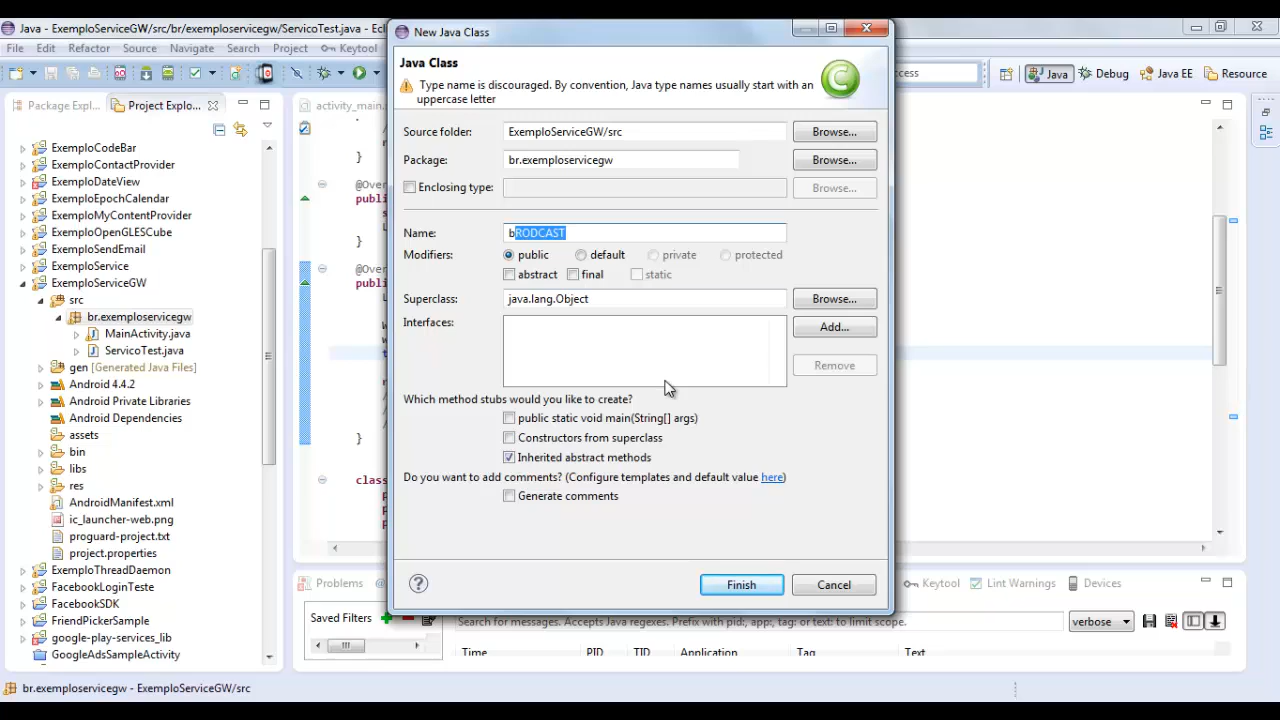 Java - ExemploServiceGW/src/br/exemploservicegw/ServicoTest.java - Ecl
File Edit Refactor Source Navigate Search Project Keytool
Java Debug Java EE Resource
Package Expl... Project Explo...
ExemploCodeBar
ExemploContactProvider
ExemploDateView
ExemploEpochCalendar
ExemploMyContentProvider
ExemploOpenGLESCube
ExemploSendEmail
ExemploService
ExemploServiceGW
src
br.exemploservicegw
MainActivity.java
ServicoTest.java
gen [Generated Java Files]
Android 4.4.2
Android Private Libraries
Android Dependencies
assets
bin
libs
res
AndroidManifest.xml
ic_launcher-web.png
proguard-project.txt
project.properties
ExemploThreadDaemon
FacebookLoginTeste
FacebookSDK
FriendPickerSample
google-play-services_lib
GoogleAdsSampleActivity
activity_main.
}
@Over
publi
}
@Over
publi
}
class
New Java Class
Java Class
Type name is discouraged. By convention, Java type names usually start with an
uppercase letter
Source folder: ExemploServiceGW/src Browse...
Package: br.exemploservicegw Browse...
Enclosing type: Browse...
Name: bRODCAST
Modifiers: public default private protected
abstract final static
Superclass: java.lang.Object Browse...
Interfaces: Add...
Remove
Which method stubs would you like to create?
public static void main(String[] args)
Constructors from superclass
Inherited abstract methods
Do you want to add comments? (Configure templates and default value here)
Generate comments
? Finish Cancel
Problems @ Keytool Lint Warnings Devices
Saved Filters
Search for messages. Accepts Java regexes. Prefix with pid:, app:, tag: or text: to limit scope. verbose
Time PID TID Application Tag Text
br.exemploservicegw - ExemploServiceGW/src